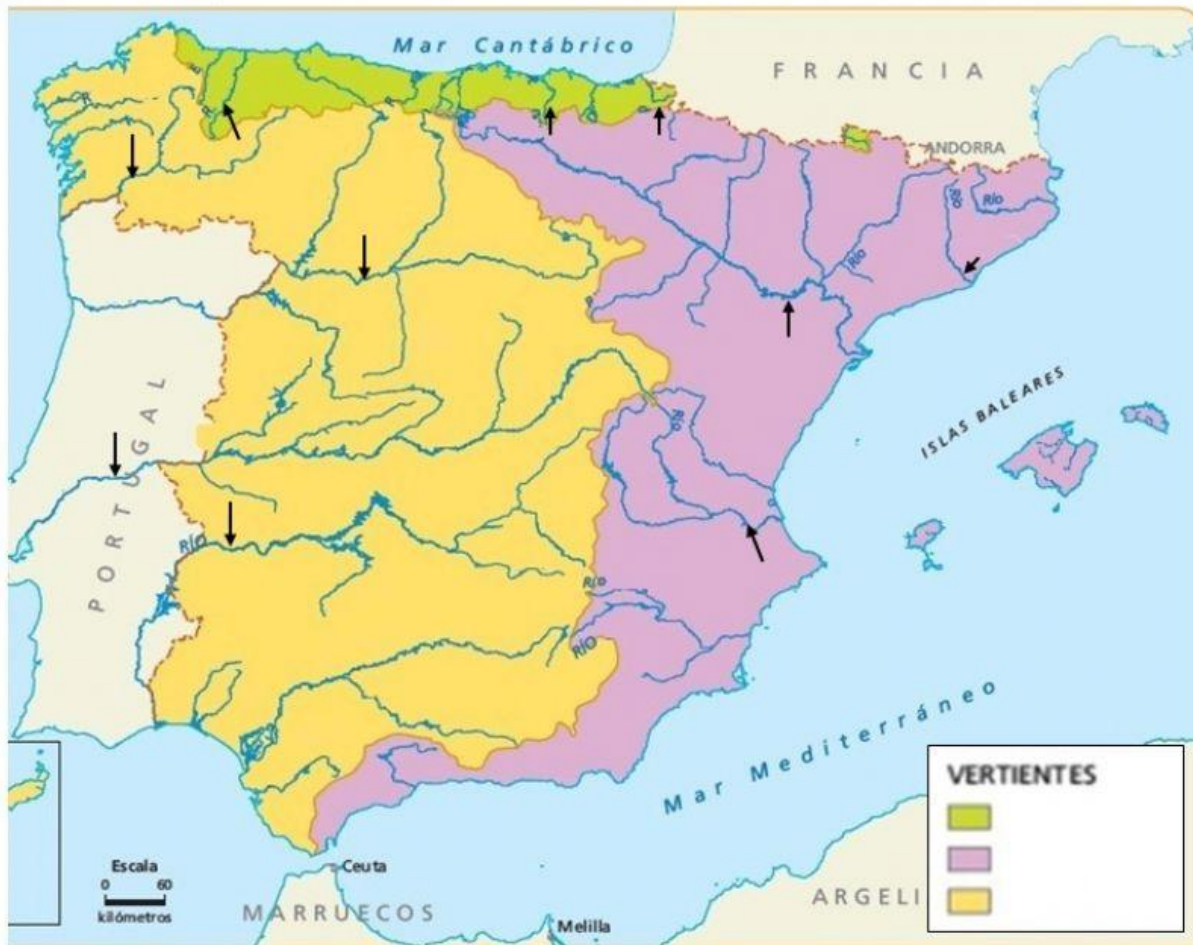 Mar Cantábrico
FRANCIA
ANDORRA
Río
Río
Río
ISLAS BALEARES
Río
PORTUGAL
RÍO
Río
RÍO
Mar Mediterráneo
VERTIENTES
Escala
0 60
kilómetros
Ceuta
MARRUECOS
Melilla
ARGELI